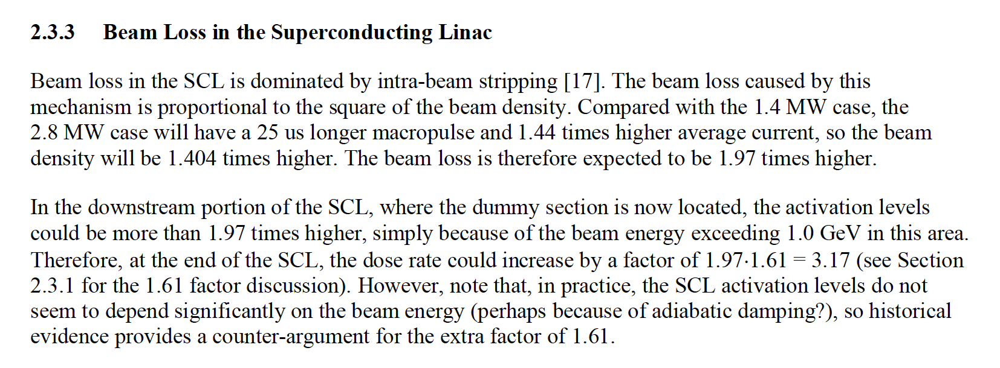 2.3.3 Beam Loss in the Superconducting Linac
Beam loss in the SCL is dominated by intra-beam stripping [17]. The beam loss caused by this
mechanism is proportional to the square of the beam density. Compared with the 1.4 MW case, the
2.8 MW case will have a 25 us longer macropulse and 1.44 times higher average current, so the beam
density will be 1.404 times higher. The beam loss is therefore expected to be 1.97 times higher.
In the downstream portion of the SCL, where the dummy section is now located, the activation levels
could be more than 1.97 times higher, simply because of the beam energy exceeding 1.0 GeV in this area.
Therefore, at the end of the SCL, the dose rate could increase by a factor of 1.97·1.61 = 3.17 (see Section
2.3.1 for the 1.61 factor discussion). However, note that, in practice, the SCL activation levels do not
seem to depend significantly on the beam energy (perhaps because of adiabatic damping?), so historical
evidence provides a counter-argument for the extra factor of 1.61.